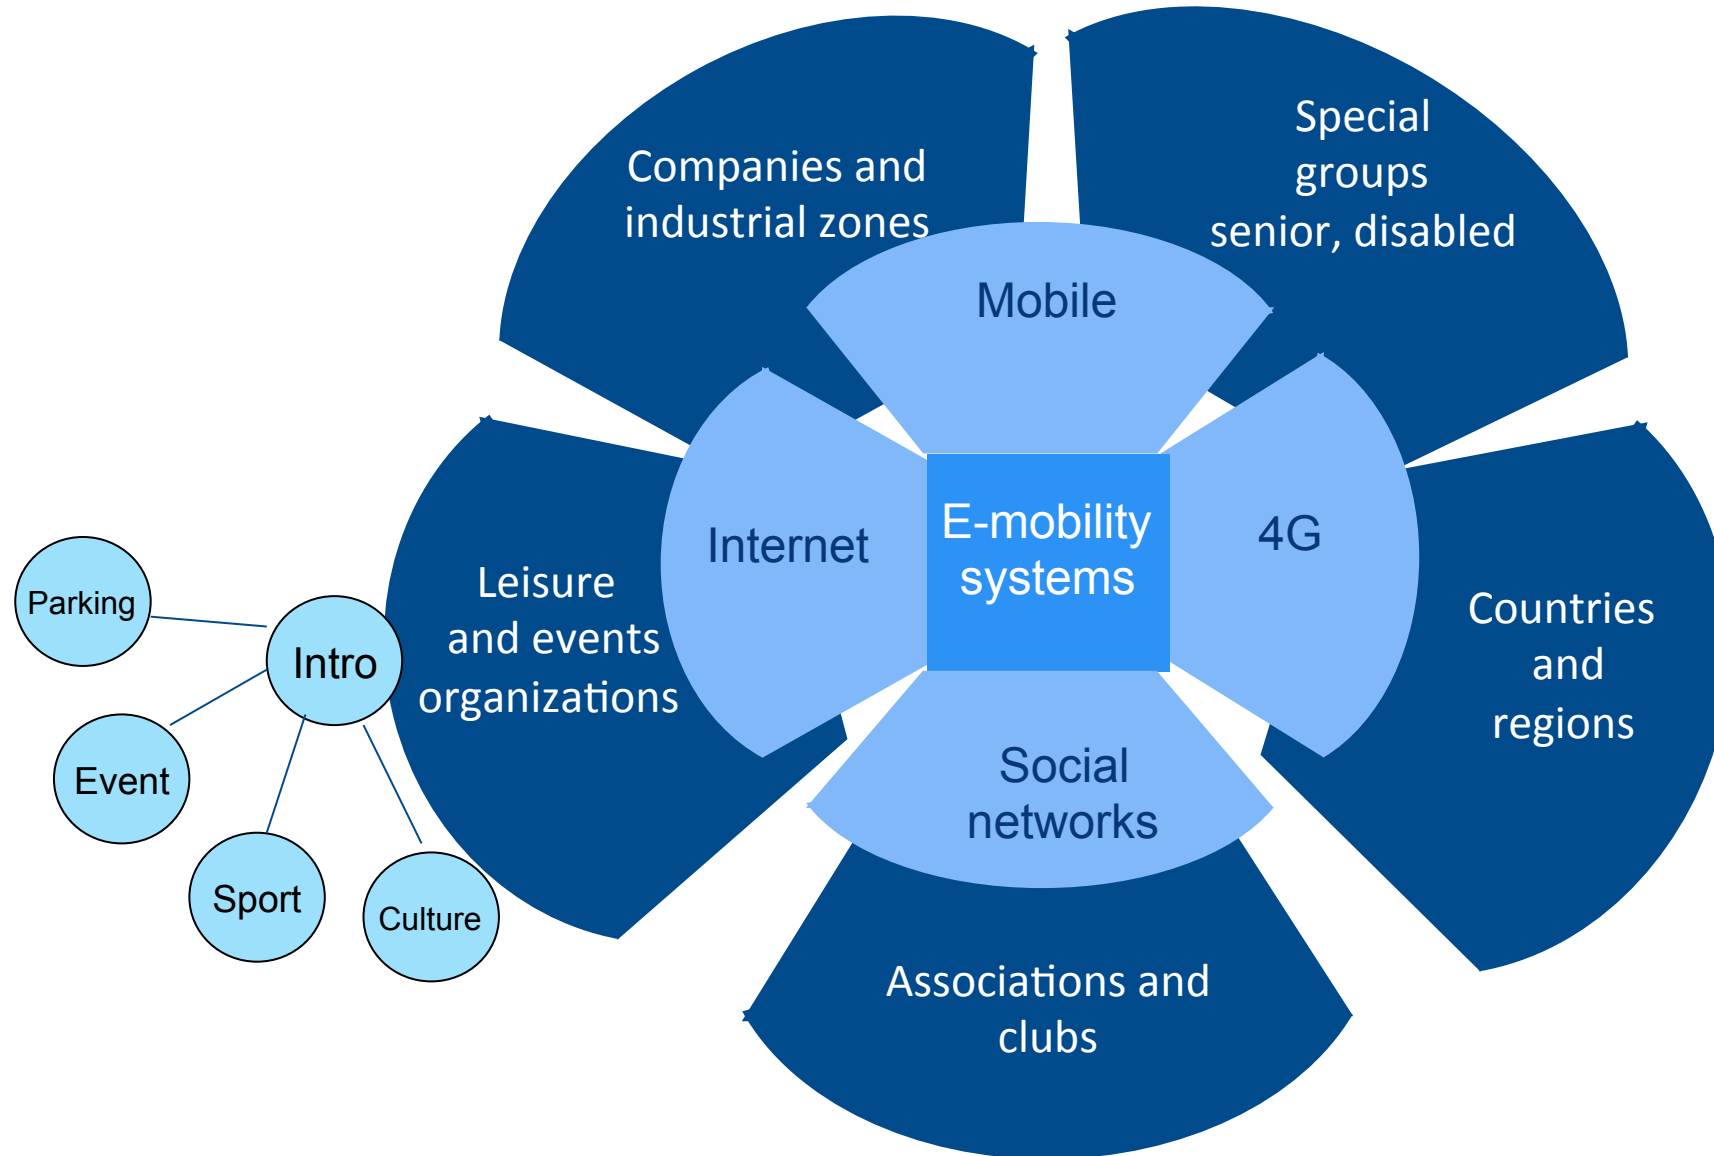 Companies and
industrial zones
Special
groups
senior, disabled
Mobile
Internet
E-mobility
systems
4G
Leisure
and events
organizations
Countries
and
regions
Social
networks
Associations and
clubs
Parking
Intro
Event
Sport
Culture